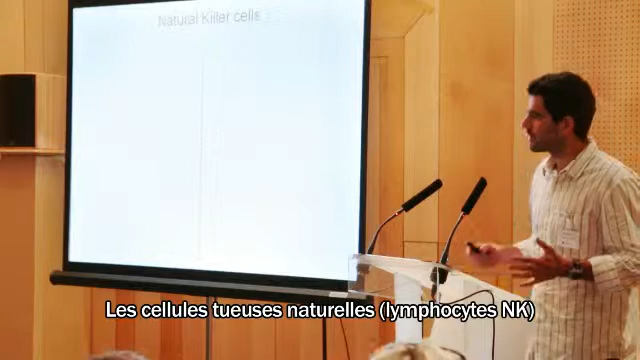 Natural Killer cells
Les cellules tueuses naturelles (lymphocytes NK)